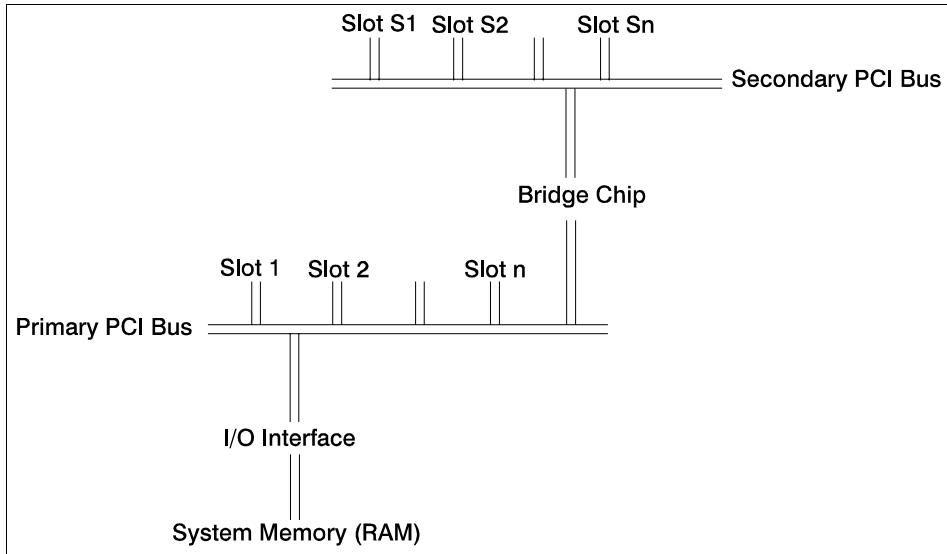 Slot S1 Slot S2 Slot Sn
Secondary PCI Bus
Bridge Chip
Slot 1 Slot 2 Slot n
Primary PCI Bus
I/O Interface
System Memory (RAM)